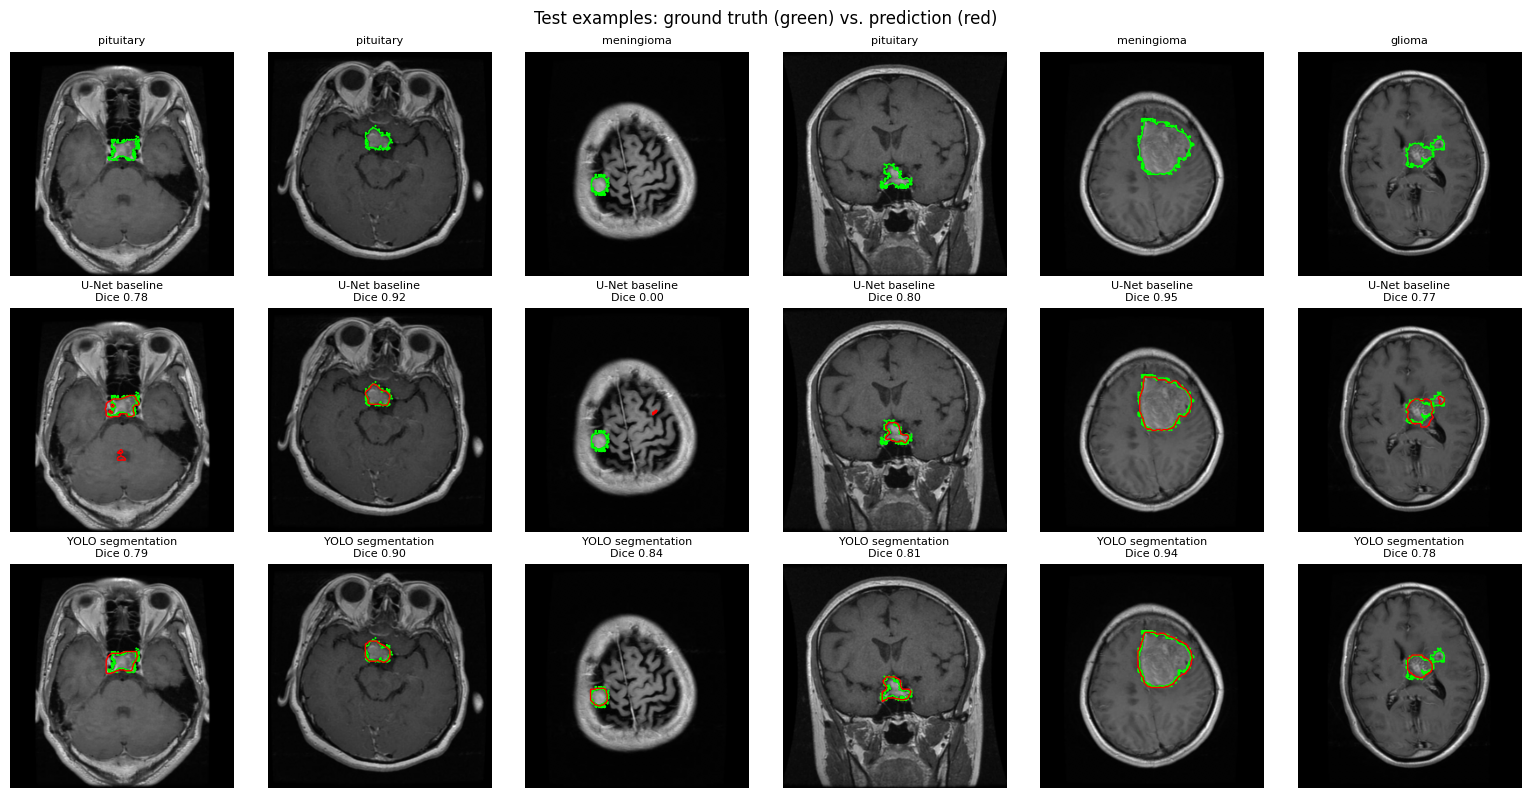 Test examples: ground truth (green) vs. prediction (red)
pituitary
pituitary
meningioma
pituitary
meningioma
glioma
U-Net baseline
Dice 0.78
U-Net baseline
Dice 0.92
U-Net baseline
Dice 0.00
U-Net baseline
Dice 0.80
U-Net baseline
Dice 0.95
U-Net baseline
Dice 0.77
YOLO segmentation
Dice 0.79
YOLO segmentation
Dice 0.90
YOLO segmentation
Dice 0.84
YOLO segmentation
Dice 0.81
YOLO segmentation
Dice 0.94
YOLO segmentation
Dice 0.78